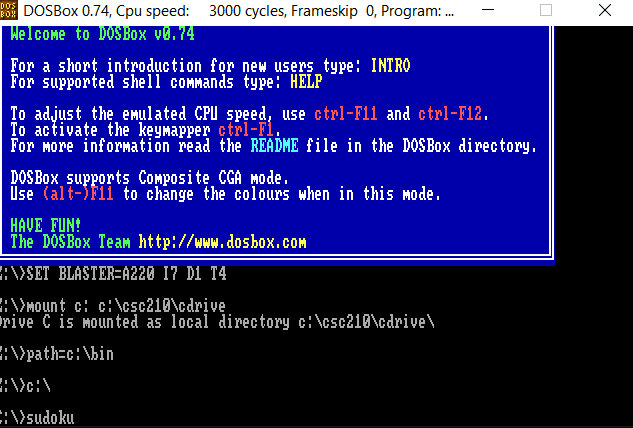 DOS
BOX
DOSBox 0.74, Cpu speed: 3000 cycles, Frameskip 0, Program: ...
Welcome to DOSBox v0.74
For a short introduction for new users type: INTRO
For supported shell commands type: HELP
To adjust the emulated CPU speed, use ctrl-F11 and ctrl-F12.
To activate the keymapper ctrl-F1.
For more information read the README file in the DOSBox directory.
DOSBox supports Composite CGA mode.
Use (alt-)F11 to change the colours when in this mode.
HAVE FUN!
The DOSBox Team http://www.dosbox.com
Z:\>SET BLASTER=A220 I7 D1 T4
Z:\>mount c: c:\csc210\cdrive
Drive C is mounted as local directory c:\csc210\cdrive\
Z:\>path=c:\bin
Z:\>c:\
C:\>sudoku